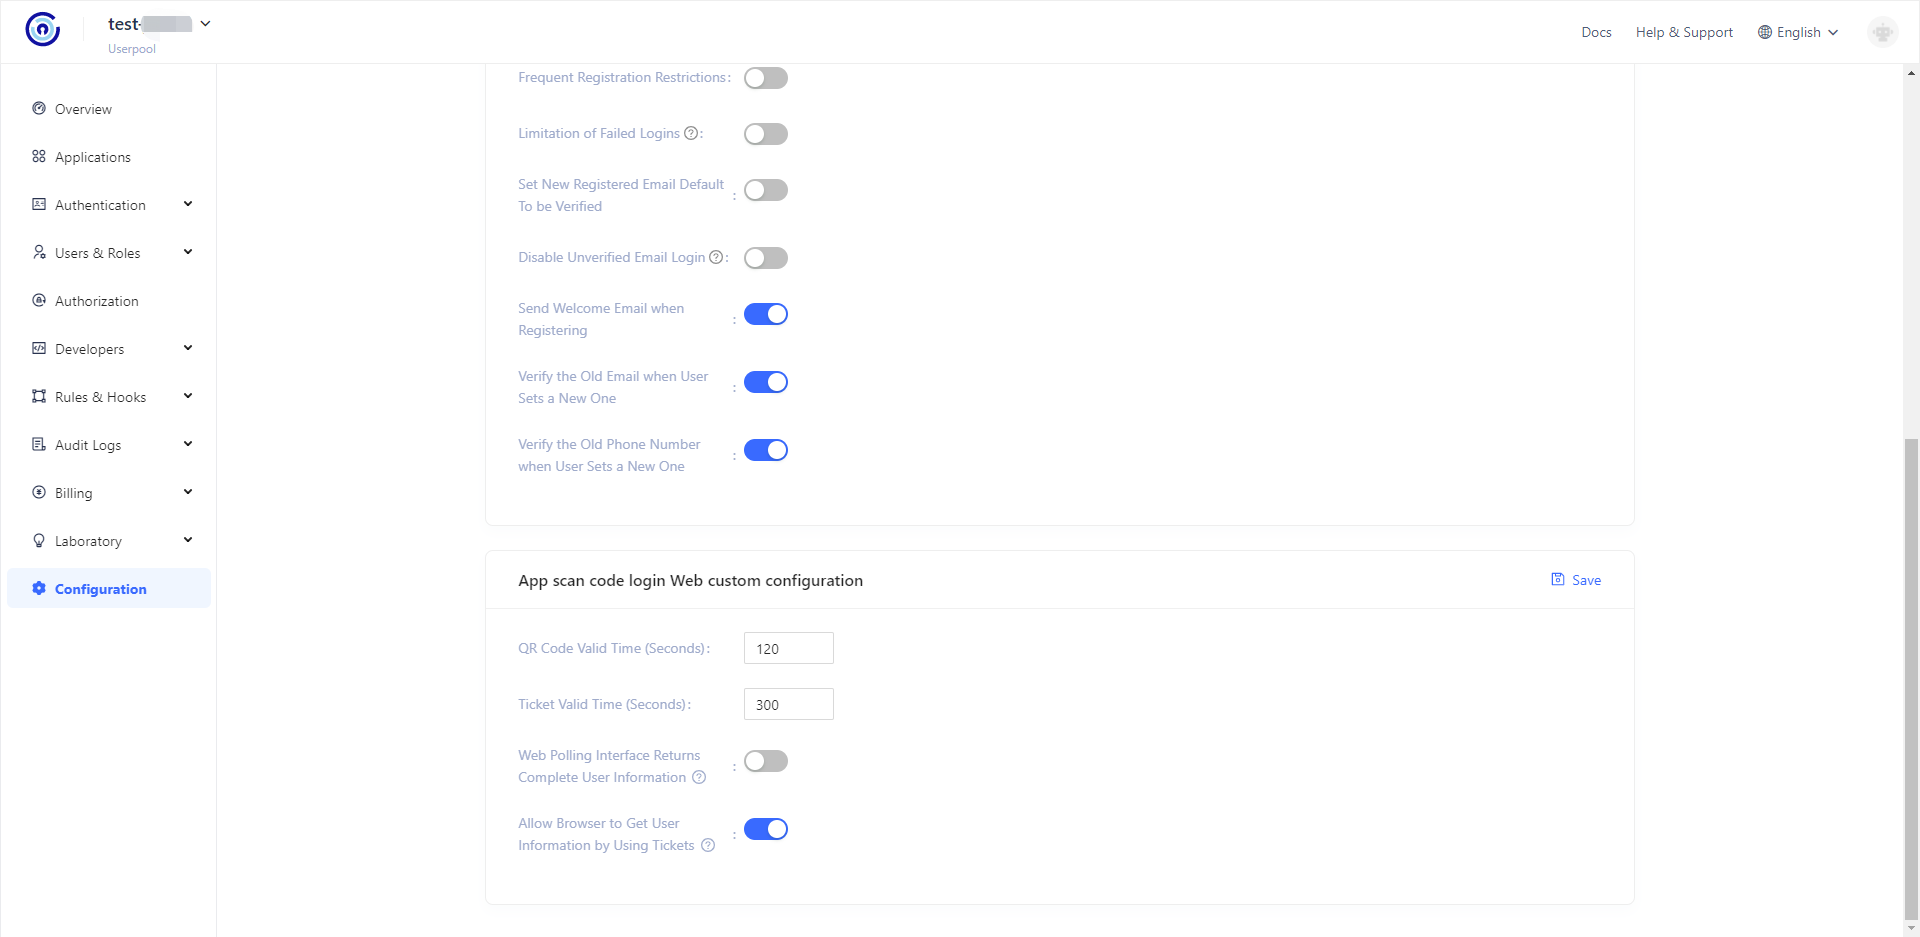 test-
Userpool
Docs
Help & Support
English
Overview
Applications
Authentication
Users & Roles
Authorization
Developers
Rules & Hooks
Audit Logs
Billing
Laboratory
Configuration
Frequent Registration Restrictions:
Limitation of Failed Logins ?:
Set New Registered Email Default
To be Verified :
Disable Unverified Email Login ?:
Send Welcome Email when
Registering :
Verify the Old Email when User
Sets a New One :
Verify the Old Phone Number
when User Sets a New One :
App scan code login Web custom configuration
Save
QR Code Valid Time (Seconds): 120
Ticket Valid Time (Seconds): 300
Web Polling Interface Returns
Complete User Information ? :
Allow Browser to Get User
Information by Using Tickets ? :